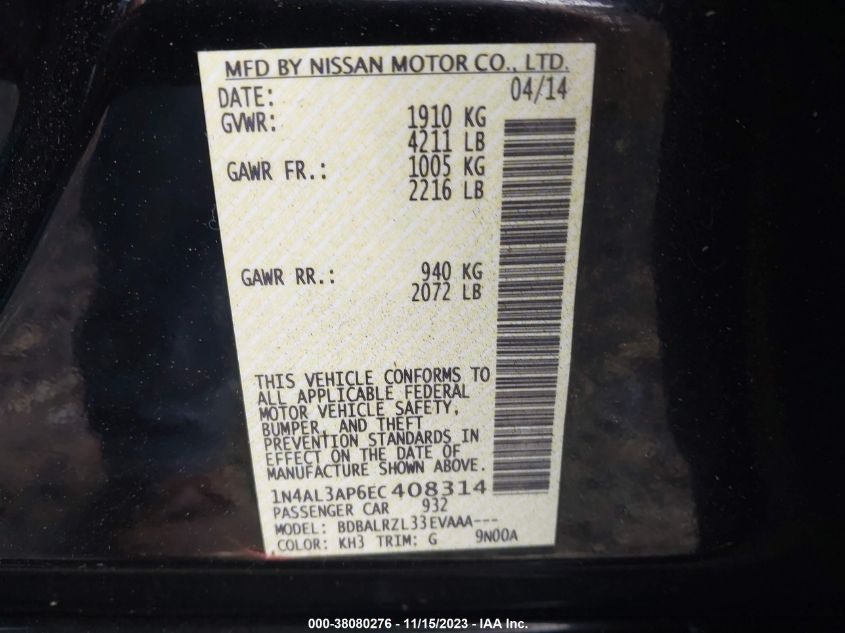 MFD BY NISSAN MOTOR CO., LTD.
DATE: 04/14
GVWR: 1910 KG
4211 LB
GAWR FR.: 1005 KG
2216 LB
GAWR RR.: 940 KG
2072 LB
THIS VEHICLE CONFORMS TO
ALL APPLICABLE FEDERAL
MOTOR VEHICLE SAFETY,
BUMPER, AND THEFT
PREVENTION STANDARDS IN
EFFECT ON THE DATE OF
MANUFACTURE SHOWN ABOVE.
1N4AL3AP6EC408314
PASSENGER CAR 932
MODEL: BDBALRZL33EVAAA---
COLOR: KH3 TRIM: G 9N00A
000-38080276 - 11/15/2023 - IAA Inc.